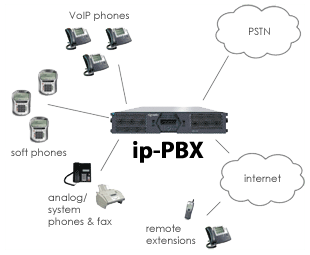 VoIP phones
PSTN
soft phones
ip-PBX
analog/
system
phones & fax
internet
remote
extensions